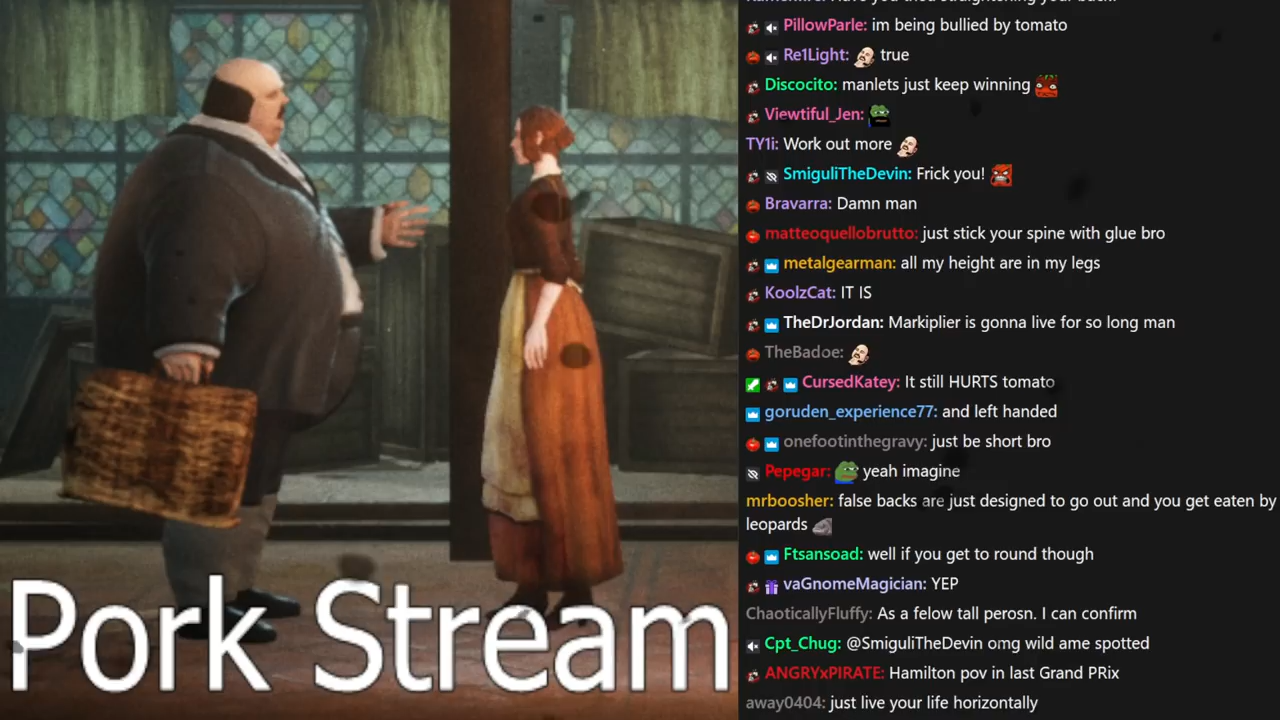 PillowParle: im being bullied by tomato
Re1Light: true
Discocito: manlets just keep winning
Viewtiful_Jen:
TY1i: Work out more
SmiguliTheDevin: Frick you!
Bravarra: Damn man
matteoquellobrutto: just stick your spine with glue bro
metalgearman: all my height are in my legs
KoolzCat: IT IS
TheDrJordan: Markiplier is gonna live for so long man
TheBadoe:
CursedKatey: It still HURTS tomato
goruden_experience77: and left handed
onefootinthegravy: just be short bro
Pepegar: yeah imagine
mrboosher: false backs are just designed to go out and you get eaten by
leopards
Ftsansoad: well if you get to round though
vaGnomeMagician: YEP
ChaoticallyFluffy: As a felow tall perosn. I can confirm
Cpt_Chug: @SmiguliTheDevin omg wild ame spotted
ANGRYxPIRATE: Hamilton pov in last Grand PRix
away0404: just live your life horizontally
Pork Stream